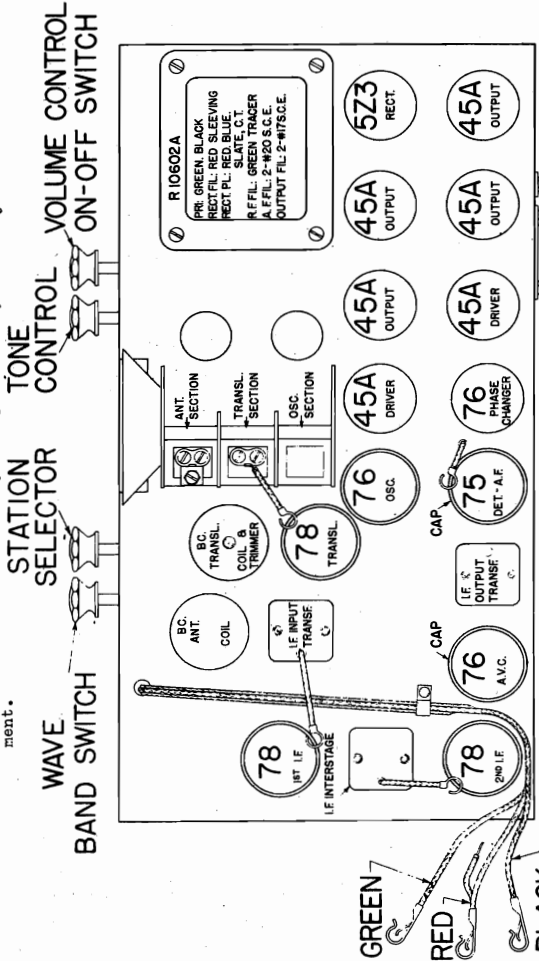 ment.
WAVE
BAND SWITCH
STATION
SELECTOR
TONE
CONTROL
VOLUME CONTROL
ON-OFF SWITCH
R10602A
PRI: GREEN. BLACK
RECT. FIL: RED SLEEVING
RECT. PL: RED. BLUE.
SLATE, C.T.
R.F. FIL: GREEN TRACER
A.F. FIL: 2-#20 S.C.E.
OUTPUT FIL: 2-#17S.C.E.
ANT.
SECTION
TRANSL.
SECTION
OSC.
SECTION
BC.
TRANSL.
COIL &
TRIMMER
BC.
ANT.
COIL
I.F. INPUT
TRANSF.
78
TRANSL.
78
1ST I.F.
I.F. INTERSTAGE
76
OSC.
45A
DRIVER
45A
OUTPUT
45A
OUTPUT
5Z3
RECT.
78
2ND I.F.
CAP
76
A.V.C.
I.F.
OUTPUT
TRANSF.
CAP
75
DET.-A.F.
76
PHASE
CHANGER
45A
DRIVER
45A
OUTPUT
45A
OUTPUT
GREEN
RED
BLACK